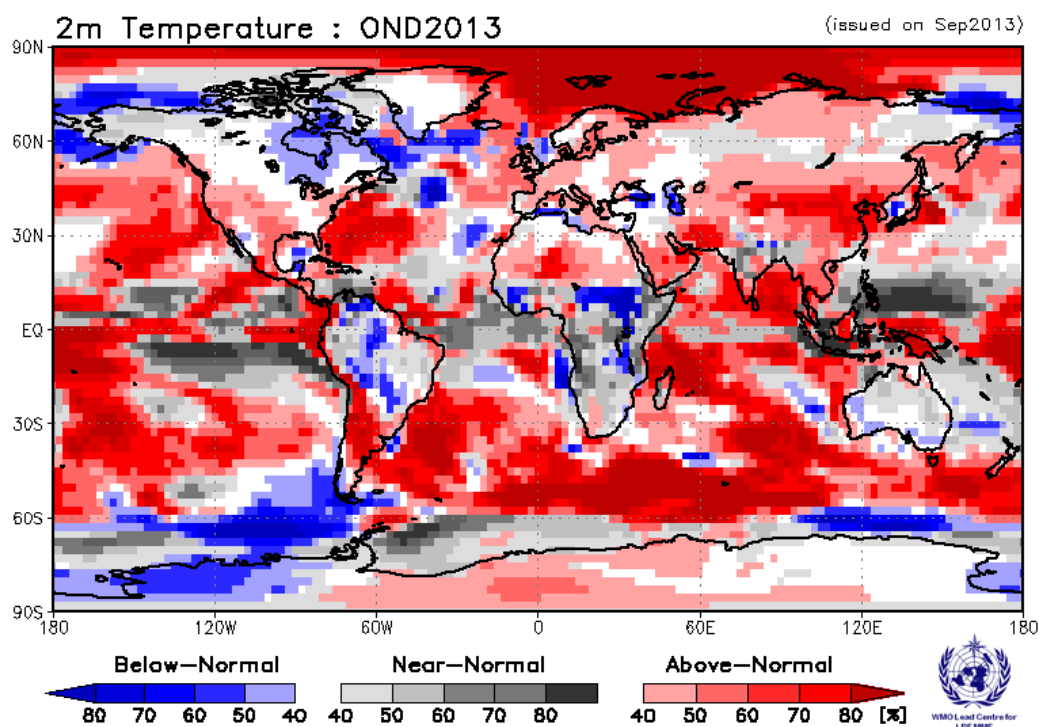 2m Temperature : OND2013
(issued on Sep2013)
90N
60N
30N
EQ
30S
60S
90S
180 120W 60W 0 60E 120E 180
Below-Normal Near-Normal Above-Normal
80 70 60 50 40 40 60 70 80 40 50 60 70 80 [%]
WMO Lead Centre for